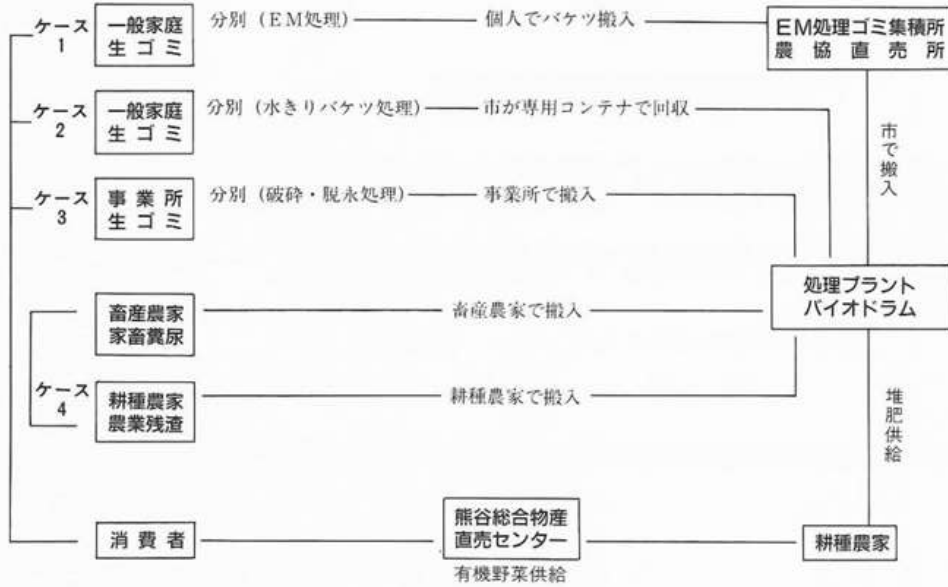 ケース
1
一般家庭
生ゴミ
分別（ＥＭ処理）
個人でバケツ搬入
ＥＭ処理ゴミ集積所
農協直売所
ケース
2
一般家庭
生ゴミ
分別（水きりバケツ処理）
市が専用コンテナで回収
市で搬入
ケース
3
事業所
生ゴミ
分別（破砕・脱永処理）
事業所で搬入
処理プラント
バイオドラム
畜産農家
家畜糞尿
畜産農家で搬入
ケース
4
耕種農家
農業残渣
耕種農家で搬入
堆肥供給
消費者
熊谷総合物産
直売センター
有機野菜供給
耕種農家